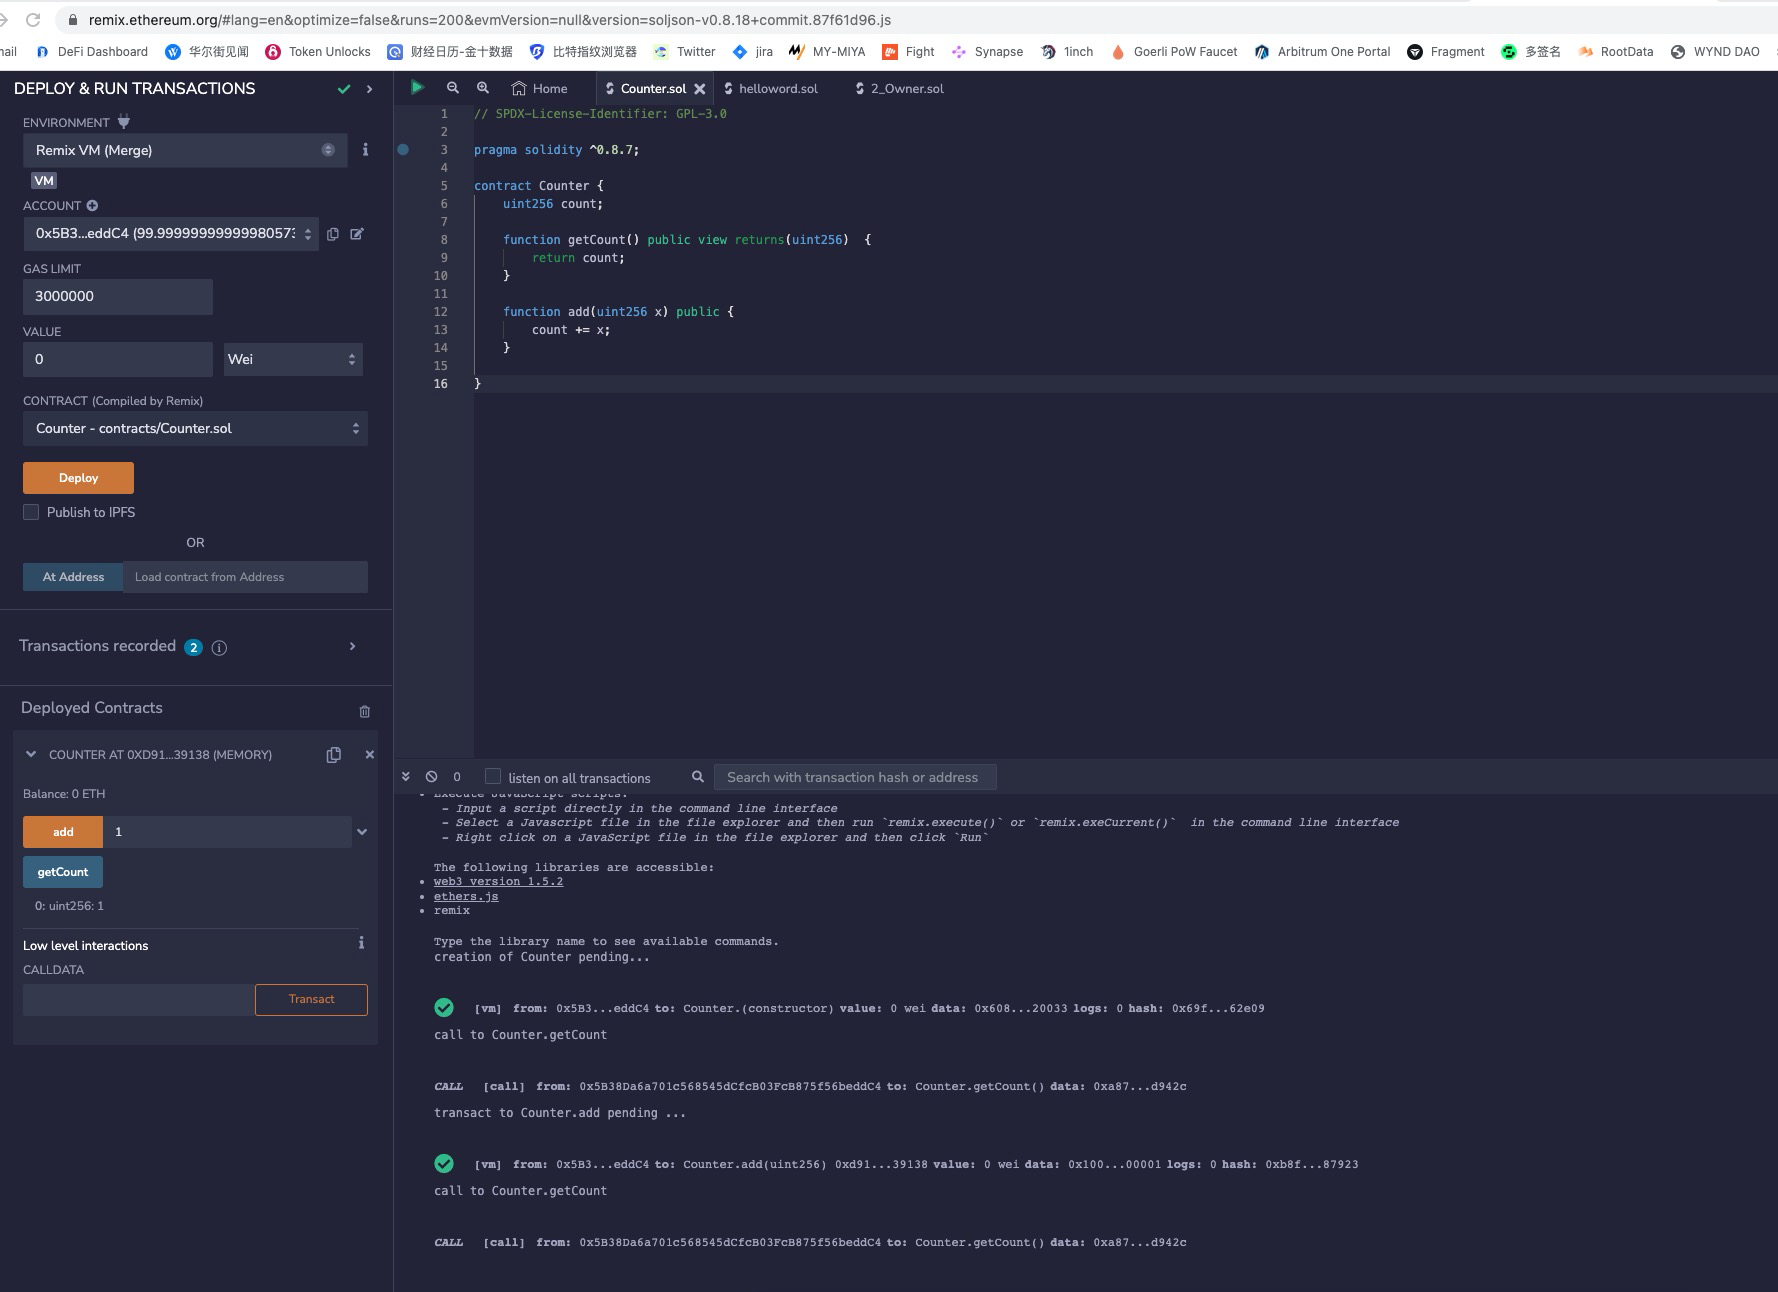 remix.ethereum.org/#lang=en&optimize=false&runs=200&evmVersion=null&version=soljson-v0.8.18+commit.87f61d96.js
DeFi Dashboard 华尔街见闻 Token Unlocks 财经日历-金十数据 比特指纹浏览器 Twitter jira MY-MIYA Fight Synapse 1inch Goerli PoW Faucet Arbitrum One Portal Fragment 多签名 RootData WYND DAO
DEPLOY & RUN TRANSACTIONS
ENVIRONMENT
Remix VM (Merge)
VM
ACCOUNT
0x5B3...eddC4 (99.99999999999980573
GAS LIMIT
3000000
VALUE
0
Wei
CONTRACT (Compiled by Remix)
Counter - contracts/Counter.sol
Deploy
Publish to IPFS
OR
At Address
Load contract from Address
Transactions recorded 2
Deployed Contracts
COUNTER AT 0XD91...39138 (MEMORY)
Balance: 0 ETH
add 1
getCount
0: uint256: 1
Low level interactions
CALLDATA
Transact
Home Counter.sol helloword.sol 2_Owner.sol
1 // SPDX-License-Identifier: GPL-3.0
2
3 pragma solidity ^0.8.7;
4
5 contract Counter {
6 uint256 count;
7
8 function getCount() public view returns(uint256) {
9 return count;
10 }
11
12 function add(uint256 x) public {
13 count += x;
14 }
15
16 }
0 listen on all transactions Search with transaction hash or address
• Execute JavaScript scripts:
- Input a script directly in the command line interface
- Select a Javascript file in the file explorer and then run `remix.execute()` or `remix.exeCurrent()` in the command line interface
- Right click on a JavaScript file in the file explorer and then click `Run`
The following libraries are accessible:
• web3 version 1.5.2
• ethers.js
• remix
Type the library name to see available commands.
creation of Counter pending...
[vm] from: 0x5B3...eddC4 to: Counter.(constructor) value: 0 wei data: 0x608...20033 logs: 0 hash: 0x69f...62e09
call to Counter.getCount
CALL [call] from: 0x5B38Da6a701c568545dCfcB03FcB875f56beddC4 to: Counter.getCount() data: 0xa87...d942c
transact to Counter.add pending ...
[vm] from: 0x5B3...eddC4 to: Counter.add(uint256) 0xd91...39138 value: 0 wei data: 0x100...00001 logs: 0 hash: 0xb8f...87923
call to Counter.getCount
CALL [call] from: 0x5B38Da6a701c568545dCfcB03FcB875f56beddC4 to: Counter.getCount() data: 0xa87...d942c